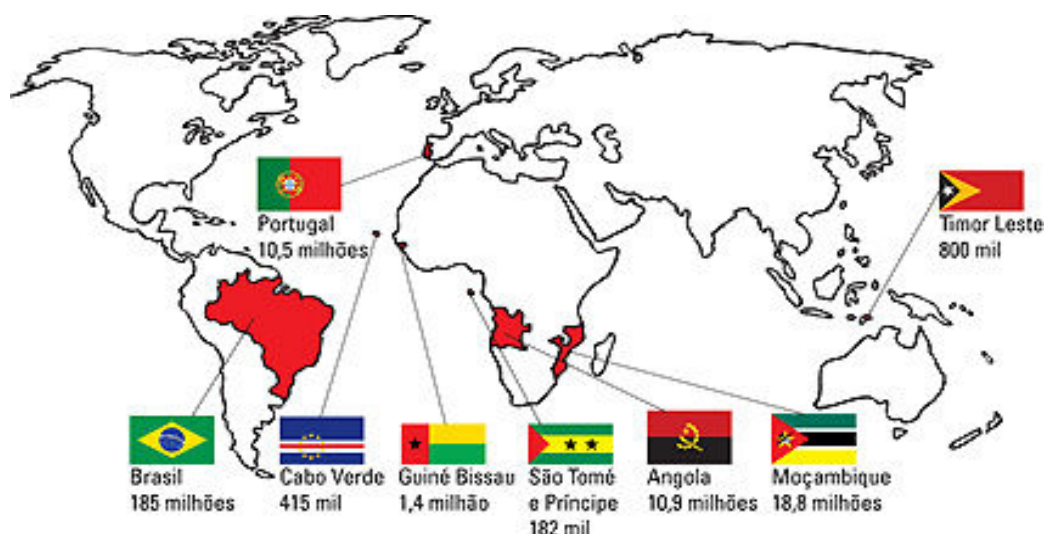 Portugal
10,5 milhões
Timor Leste
800 mil
Brasil
185 milhões
Cabo Verde
415 mil
Guiné Bissau
1,4 milhão
São Tomé
e Príncipe
182 mil
Angola
10,9 milhões
Moçambique
18,8 milhões